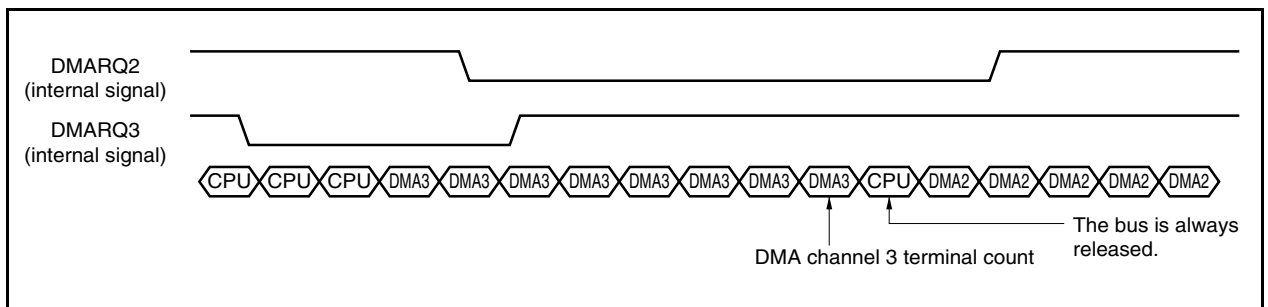 DMARQ2
(internal signal)
DMARQ3
(internal signal)
CPU CPU CPU DMA3 DMA3 DMA3 DMA3 DMA3 DMA3 DMA3 DMA3 CPU DMA2 DMA2 DMA2 DMA2 DMA2
The bus is always
released.
DMA channel 3 terminal count